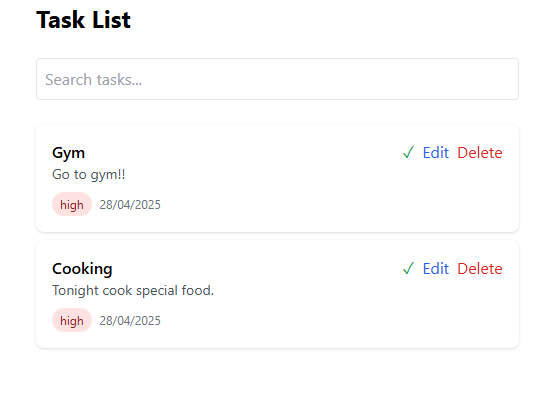 Task List
Search tasks...
Gym ✓ Edit Delete
Go to gym!!
high 28/04/2025
Cooking ✓ Edit Delete
Tonight cook special food.
high 28/04/2025